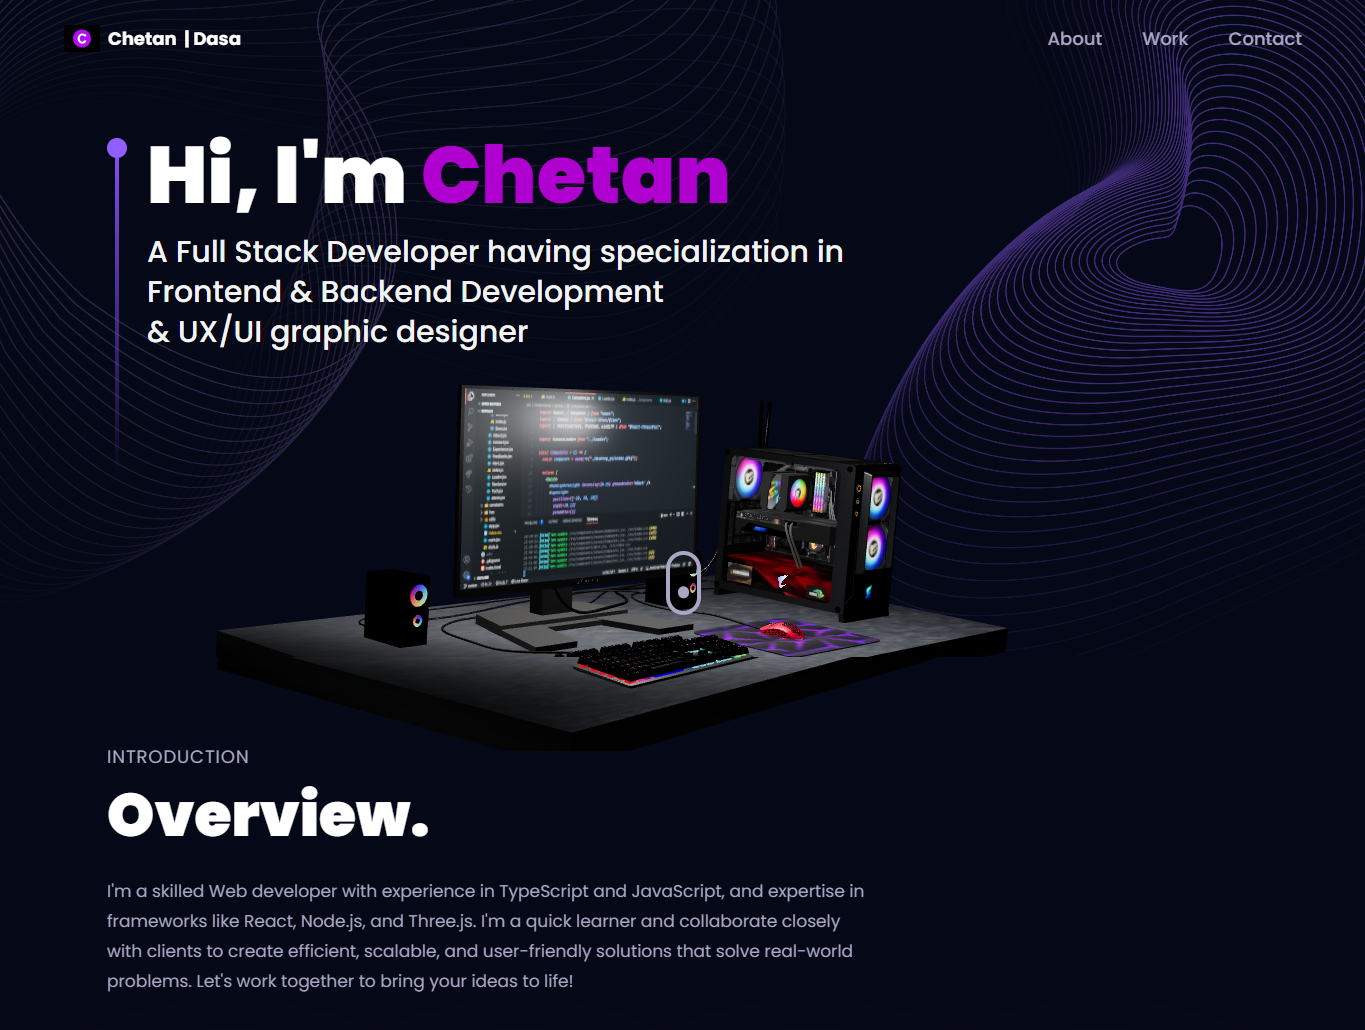 C
Chetan | Dasa
About
Work
Contact
Hi, I'm Chetan
A Full Stack Developer having specialization in
Frontend & Backend Development
& UX/UI graphic designer
INTRODUCTION
Overview.
I'm a skilled Web developer with experience in TypeScript and JavaScript, and expertise in
frameworks like React, Node.js, and Three.js. I'm a quick learner and collaborate closely
with clients to create efficient, scalable, and user-friendly solutions that solve real-world
problems. Let's work together to bring your ideas to life!